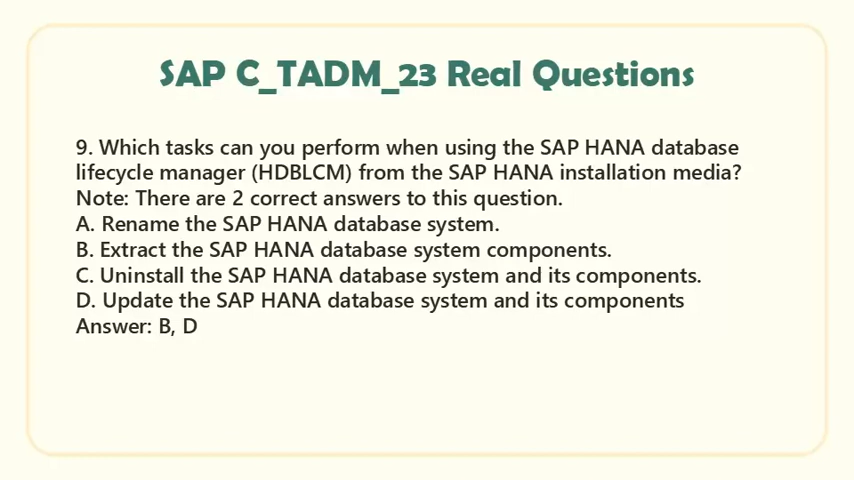 SAP C_TADM_23 Real Questions
9. Which tasks can you perform when using the SAP HANA database
lifecycle manager (HDBLCM) from the SAP HANA installation media?
Note: There are 2 correct answers to this question.
A. Rename the SAP HANA database system.
B. Extract the SAP HANA database system components.
C. Uninstall the SAP HANA database system and its components.
D. Update the SAP HANA database system and its components
Answer: B, D